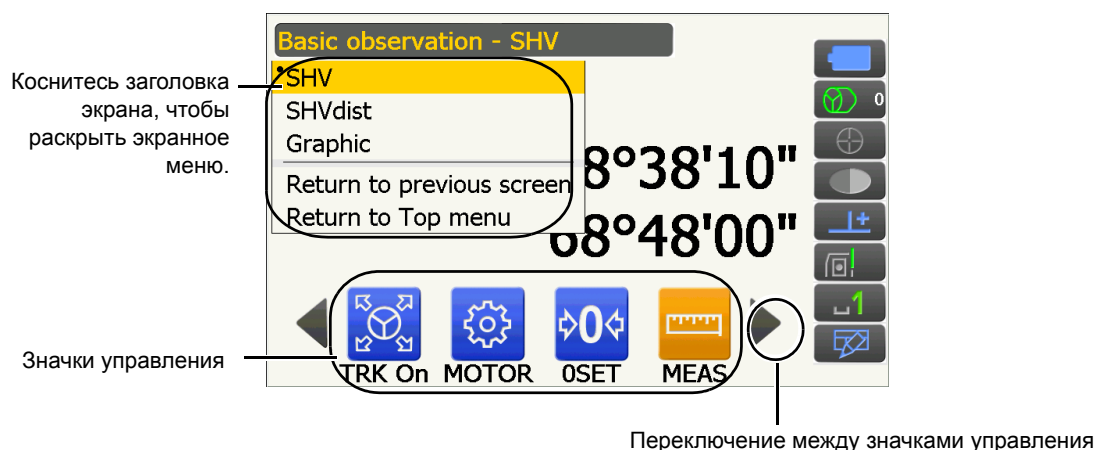 Basic observation - SHV
Коснитесь заголовка
экрана, чтобы
раскрыть экранное
меню.
SHV
SHVdist
Graphic
Return to previous screen
Return to Top menu
8°38'10"
68°48'00"
0
1
Значки управления
0
TRK On MOTOR 0SET MEAS
Переключение между значками управления